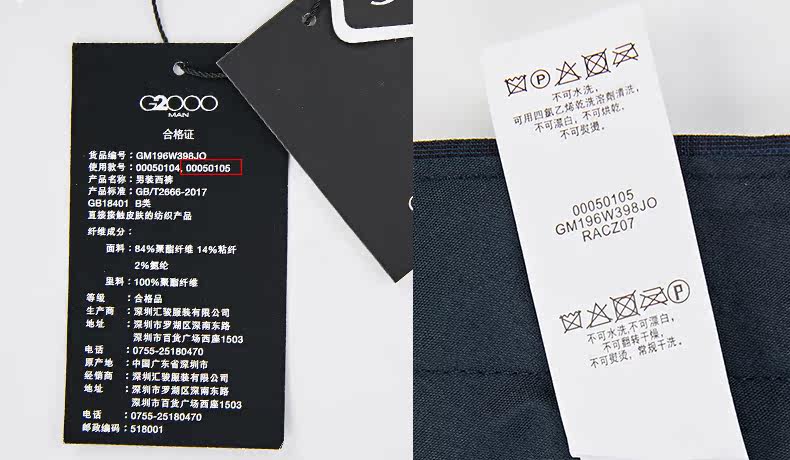 G2000
MAN
合格证
货品编号：GM196W398JO
使用款号：00050104, 00050105
产品名称：男装西裤
产品标准：GB/T2666-2017
GB18401 B类
直接接触皮肤的纺织产品
纤维成分：
面料：84%聚酯纤维 14%粘纤
2%氨纶
里料：100%聚酯纤维
等级 ：合格品
生产商 ：深圳汇骏服装有限公司
地址 ：深圳市罗湖区深南东路
深圳市百货广场西座1503
电话 ：0755-25180470
原产地 ：中国广东省深圳市
经销商 ：深圳汇骏服装有限公司
地址 ：深圳市罗湖区深南东路
深圳市百货广场西座1503
电话 ：0755-25180470
邮政编码：518001
P
不可水洗，
可用四氯乙烯乾洗溶劑清洗，
不可漂白，不可烘乾，
不可熨燙。
00050105
GM196W398JO
RACZ07
P
不可水洗，不可漂白，
不可翻转干燥，
不可熨烫，常规干洗。